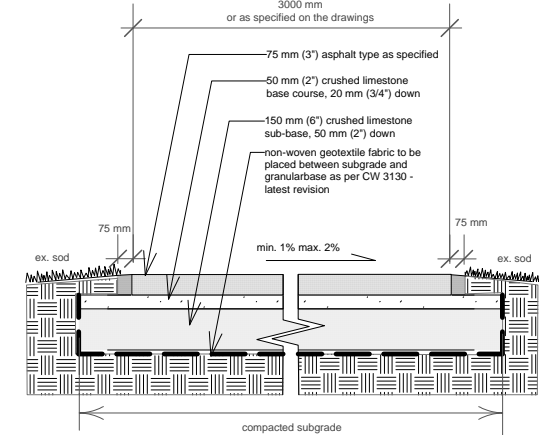 3000 mm
or as specified on the drawings
75 mm (3") asphalt type as specified
50 mm (2") crushed limestone
base course, 20 mm (3/4") down
150 mm (6") crushed limestone
sub-base, 50 mm (2") down
non-woven geotextile fabric to be
placed between subgrade and
granularbase as per CW 3130 -
latest revision
75 mm
75 mm
ex. sod
min. 1% max. 2%
ex. sod
compacted subgrade